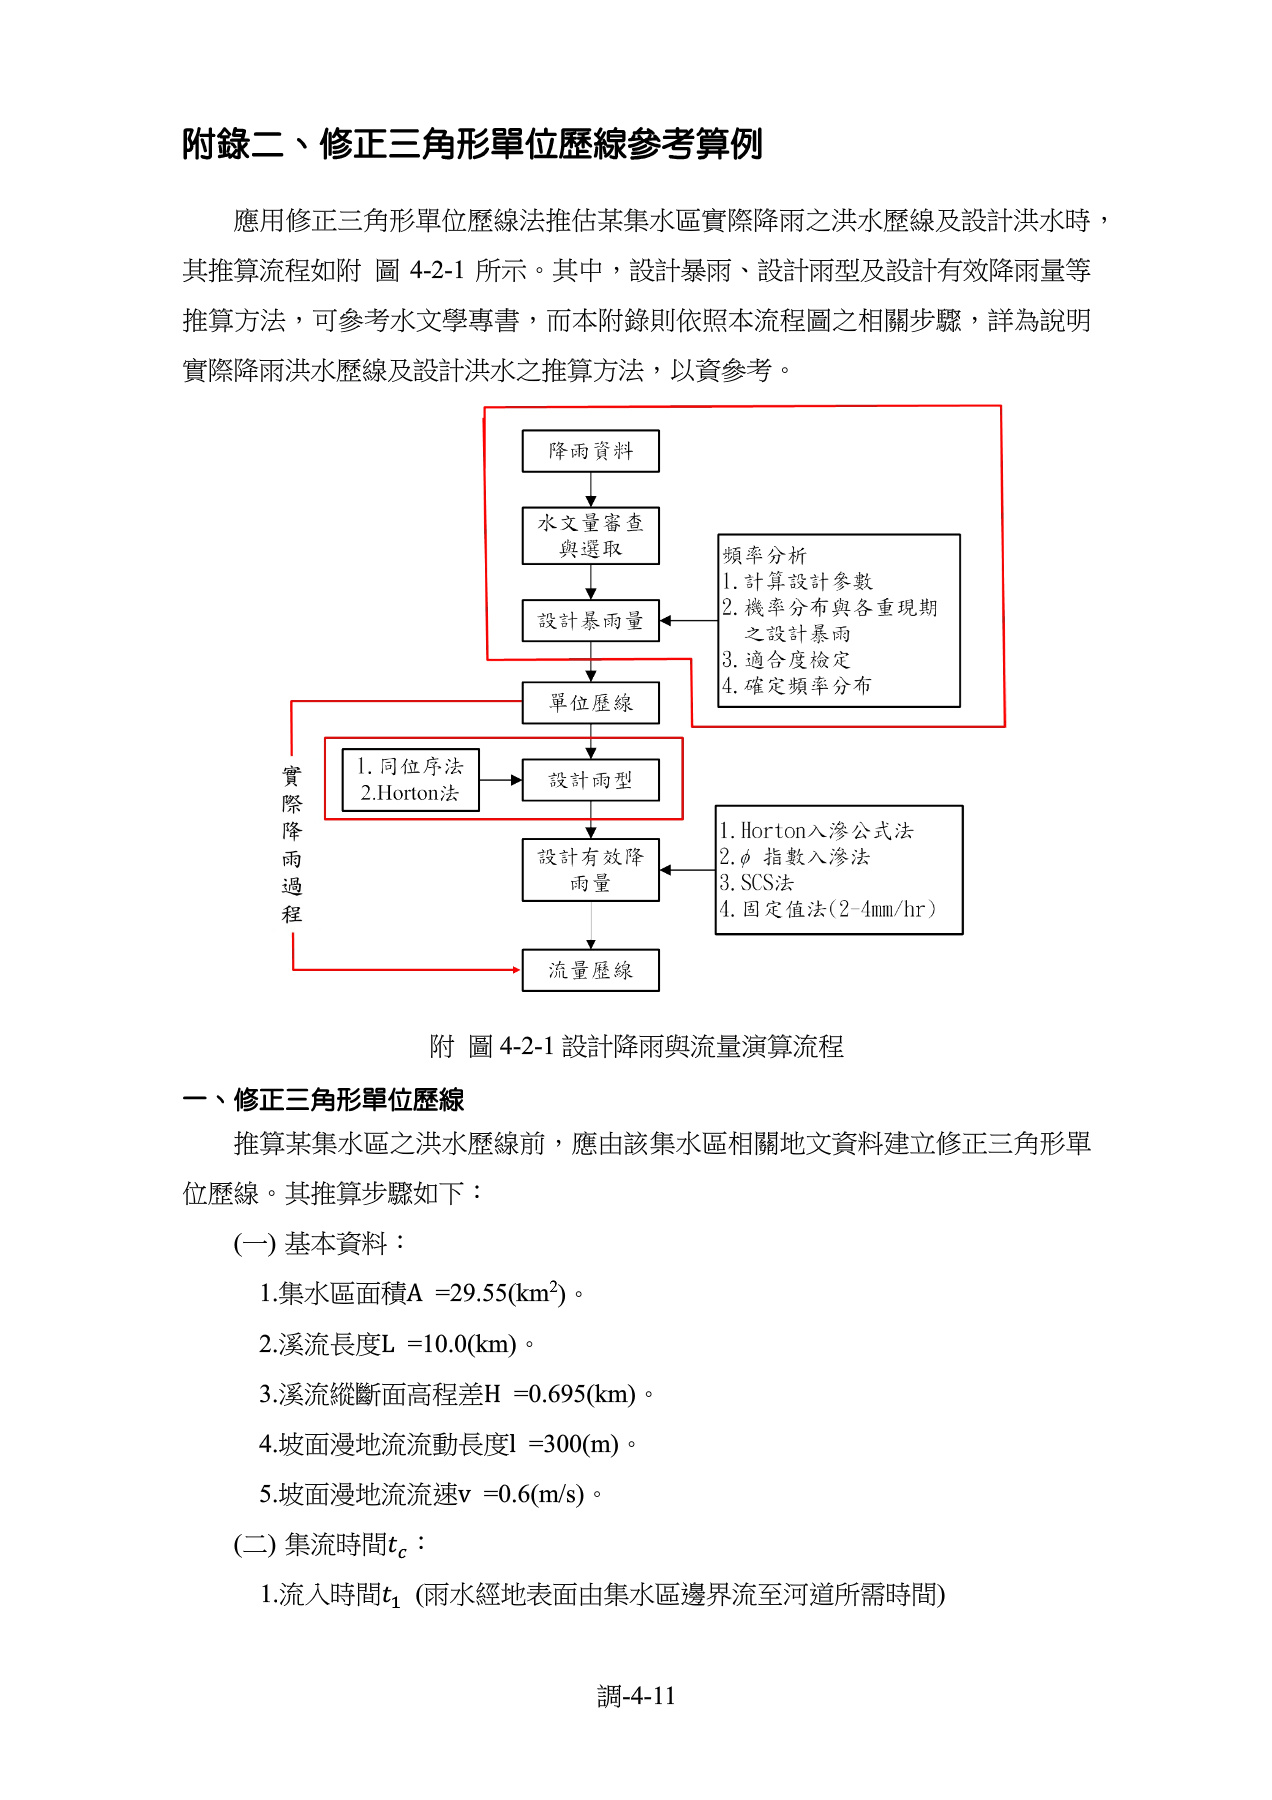 附錄二、修正三角形單位歷線參考算例
應用修正三角形單位歷線法推估某集水區實際降雨之洪水歷線及設計洪水時，
其推算流程如附 圖 4-2-1 所示。其中，設計暴雨、設計雨型及設計有效降雨量等
推算方法，可參考水文學專書，而本附錄則依照本流程圖之相關步驟，詳為說明
實際降雨洪水歷線及設計洪水之推算方法，以資參考。
降雨資料
水文量審查
與選取
設計暴雨量
頻率分析
1. 計算設計參數
2. 機率分布與各重現期
之設計暴雨
3. 適合度檢定
4. 確定頻率分布
單位歷線
1. 同位序法
2.Horton法
設計雨型
實際降雨過程
設計有效降
雨量
1. Horton入滲公式法
2. ϕ 指數入滲法
3. SCS法
4. 固定值法(2-4mm/hr)
流量歷線
附 圖 4-2-1 設計降雨與流量演算流程
一、修正三角形單位歷線
推算某集水區之洪水歷線前，應由該集水區相關地文資料建立修正三角形單
位歷線。其推算步驟如下：
(一) 基本資料：
1.集水區面積A =29.55(km²)。
2.溪流長度L =10.0(km)。
3.溪流縱斷面高程差H =0.695(km)。
4.坡面漫地流流動長度l =300(m)。
5.坡面漫地流流速v =0.6(m/s)。
(二) 集流時間t_c：
1.流入時間t₁ (雨水經地表面由集水區邊界流至河道所需時間)
調-4-11